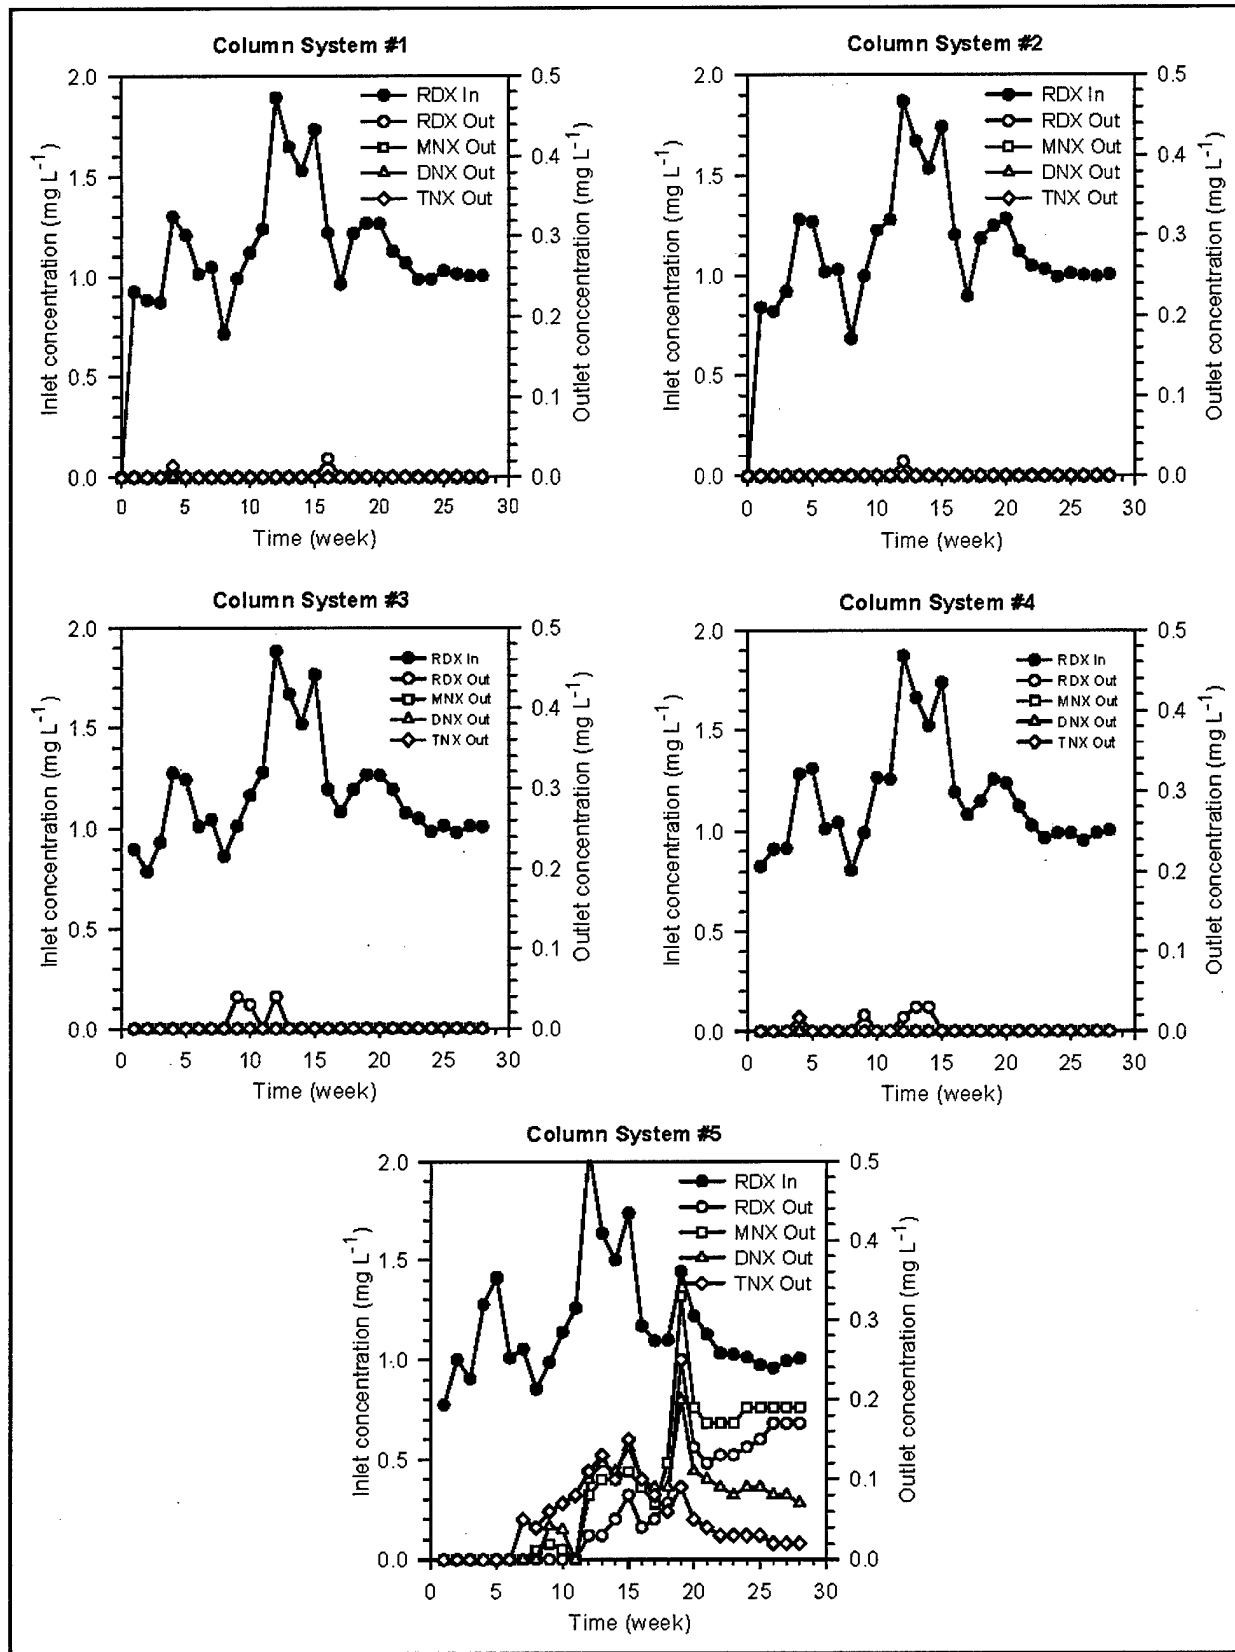 Column System #1
2.0
1.5
1.0
0.5
0.0
Inlet concentration (mg L⁻¹)
RDX In
RDX Out
MNX Out
DNX Out
TNX Out
0.5
0.4
0.3
0.2
0.1
0.0
Outlet conccentration (mg L⁻¹)
0 5 10 15 20 25 30
Time (week)
Column System #2
2.0
1.5
1.0
0.5
0.0
Inlet concentration (mg L⁻¹)
RDX In
RDX Out
MNX Out
DNX Out
TNX Out
0.5
0.4
0.3
0.2
0.1
0.0
Outlet concentration (mg L⁻¹)
0 5 10 15 20 25 30
Time (week)
Column System #3
2.0
1.5
1.0
0.5
0.0
Inlet concentration (mg L⁻¹)
RDX In
RDX Out
MNX Out
DNX Out
TNX Out
0.5
0.4
0.3
0.2
0.1
0.0
Outlet concentration (mg L⁻¹)
0 5 10 15 20 25 30
Time (week)
Column System #4
2.0
1.5
1.0
0.5
0.0
Inlet concentration (mg L⁻¹)
RDX In
RDX Out
MNX Out
DNX Out
TNX Out
0.5
0.4
0.3
0.2
0.1
0.0
Outlet concentration (mg L⁻¹)
0 5 10 15 20 25 30
Time (week)
Column System #5
2.0
1.5
1.0
0.5
0.0
Inlet concentration (mg L⁻¹)
RDX In
RDX Out
MNX Out
DNX Out
TNX Out
0.5
0.4
0.3
0.2
0.1
0.0
Outlet concentration (mg L⁻¹)
0 5 10 15 20 25 30
Time (week)